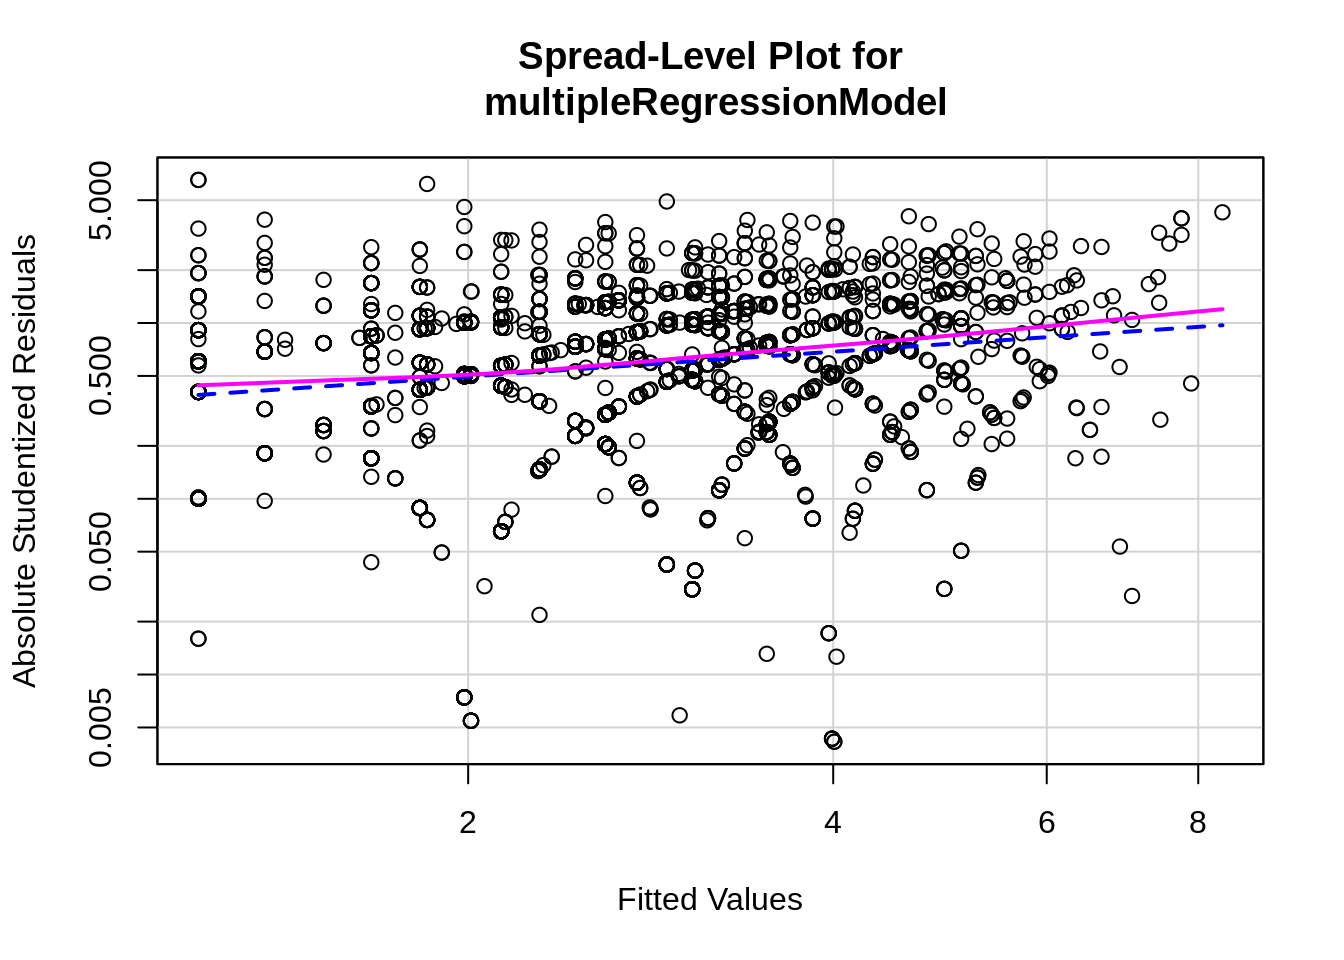 Spread-Level Plot for
multipleRegressionModel
Absolute Studentized Residuals
5.000
0.500
0.050
0.005
2 4 6 8
Fitted Values